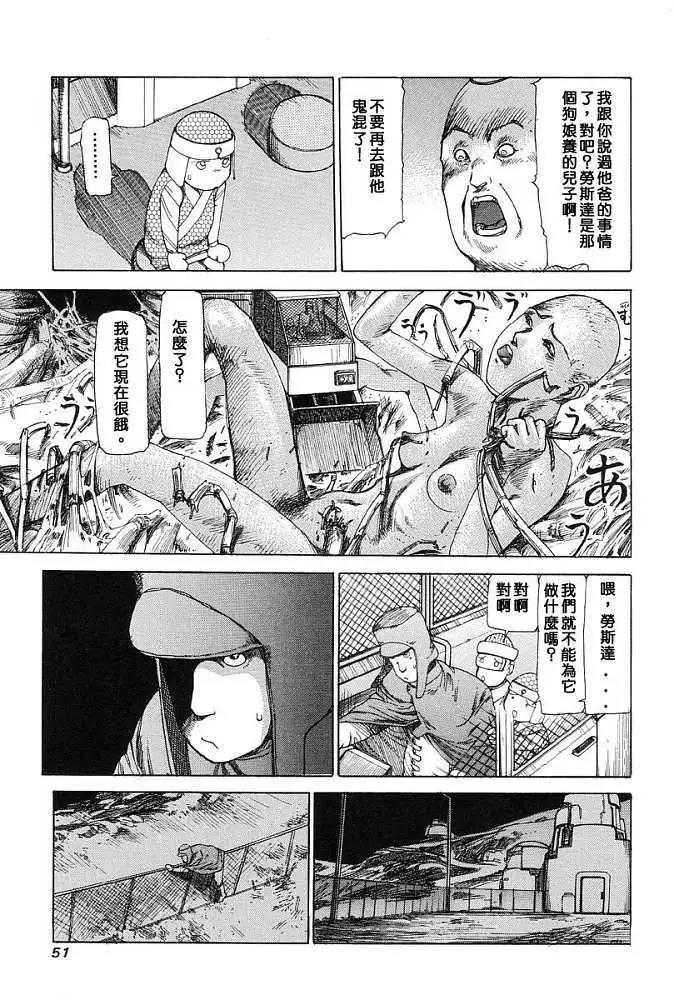 我跟你說過他爸的事情
了，對吧？勞斯達是那
個狗娘養的兒子啊！
不要再去跟他
鬼混了！
………
む
あぅ
怎麼了？
我想它現在很餓。
喂，勞斯達...
我們就不能為它
做什麼嗎？
對啊
對啊
51